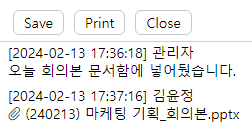 Save Print Close
[2024-02-13 17:36:18] 관리자
오늘 회의본 문서함에 넣어뒀습니다.
[2024-02-13 17:37:16] 김윤정
(240213) 마케팅 기획_회의본.pptx